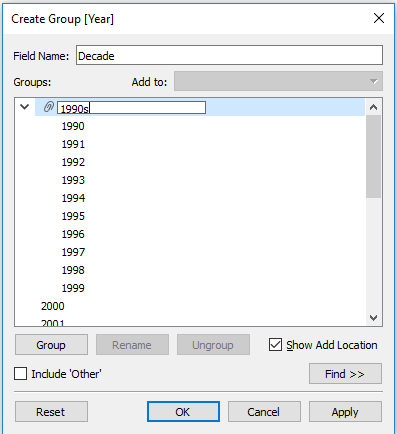 Create Group [Year]
Field Name: Decade
Groups: Add to:
1990s
1990
1991
1992
1993
1994
1995
1996
1997
1998
1999
2000
2001
Group Rename Ungroup Show Add Location
Include 'Other' Find >>
Reset OK Cancel Apply